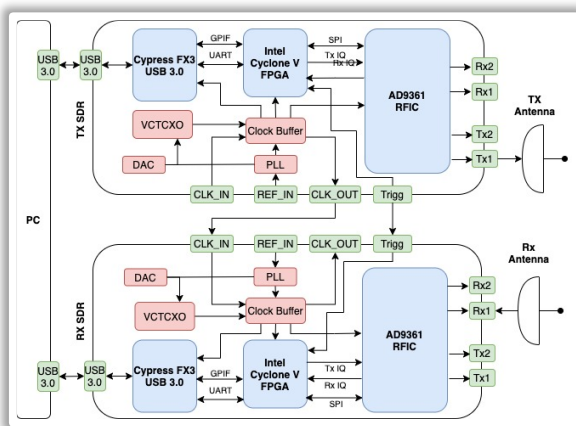 PC
USB
3.0
USB
3.0
TX SDR
Cypress FX3
USB 3.0
GPIF
UART
Intel
Cyclone V
FPGA
SPI
Tx IQ
Rx IQ
AD9361
RFIC
Rx2
Rx1
Tx2
Tx1
TX
Antenna
VCTCXO
Clock Buffer
DAC
PLL
CLK_IN
REF_IN
CLK_OUT
Trigg
CLK_IN
REF_IN
CLK_OUT
Trigg
Rx
Antenna
RX SDR
DAC
PLL
VCTCXO
Clock Buffer
AD9361
RFIC
Rx2
Rx1
Tx2
Tx1
USB
3.0
USB
3.0
Cypress FX3
USB 3.0
GPIF
UART
Intel
Cyclone V
FPGA
Tx IQ
Rx IQ
SPI